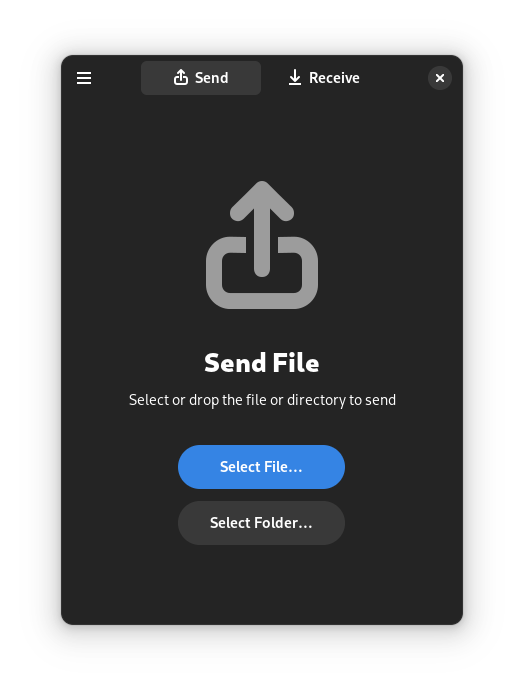 Send
Receive
Send File
Select or drop the file or directory to send
Select File…
Select Folder…